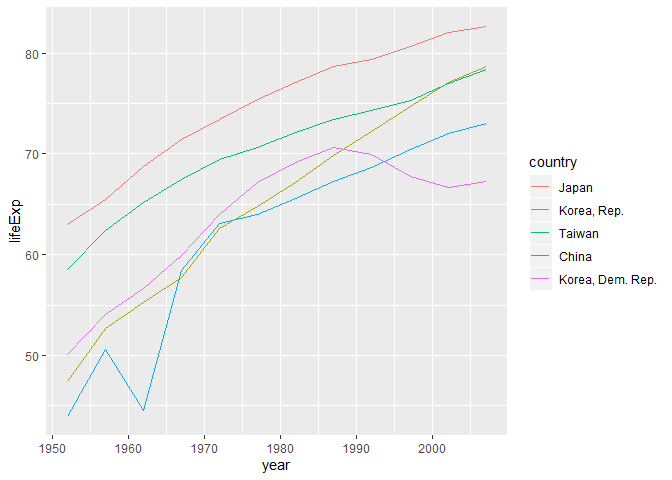 80
70
60
50
lifeExp
1950 1960 1970 1980 1990 2000
year
country
Japan
Korea, Rep.
Taiwan
China
Korea, Dem. Rep.